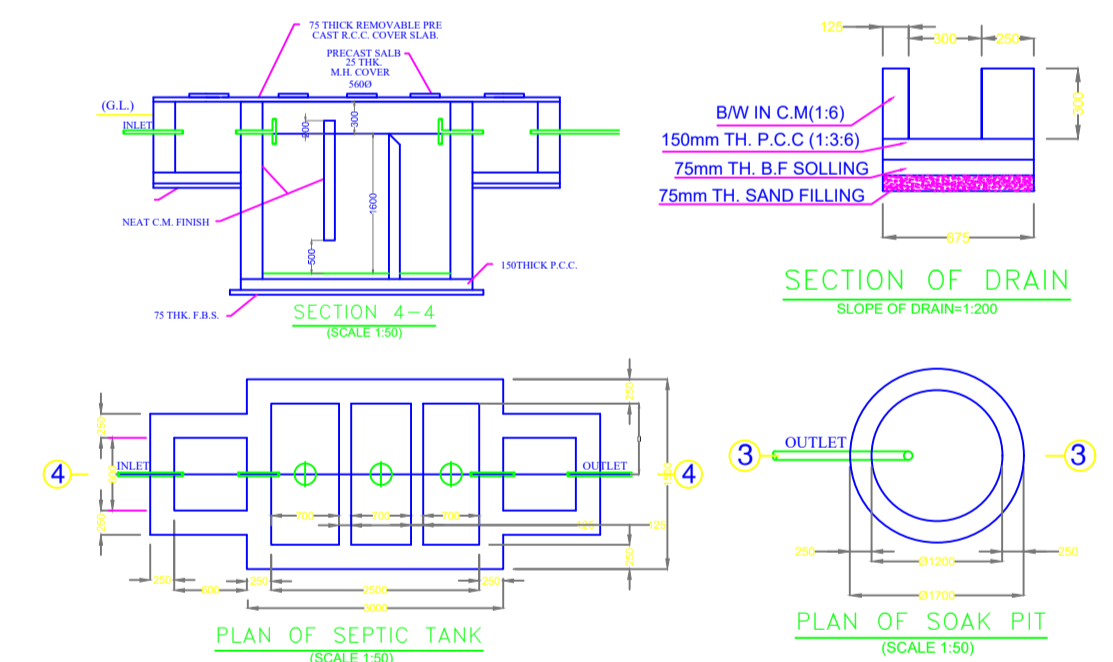 75 THICK REMOVABLE PRE
CAST R.C.C. COVER SLAB.
PRECAST SALB
25 THK.
M.H. COVER
560Ø
(G.L.)
INLET
200
300
1600
500
NEAT C.M. FINISH
150THICK P.C.C.
75 THK. F.B.S.
SECTION 4-4
(SCALE 1:50)
125
300
250
300
B/W IN C.M(1:6)
150mm TH. P.C.C (1:3:6)
75mm TH. B.F SOLLING
75mm TH. SAND FILLING
675
SECTION OF DRAIN
SLOPE OF DRAIN=1:200
250
250
4
INLET
OUTLET
4
250
700
700
700
125
125
250
250
600
250
2500
250
3000
PLAN OF SEPTIC TANK
(SCALE 1:50)
3
OUTLET
3
250
Ø1200
250
Ø1700
PLAN OF SOAK PIT
(SCALE 1:50)